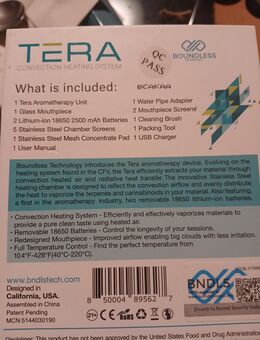 TERA
CONVECTION HEATING SYSTEM
QC
PASS
BOUNDLESS
What is included:
BCAKAA
1 Tera Aromatherapy Unit
1 Glass Mouthpiece
2 Lithium-ion 18650 2500 mAh Batteries
5 Stainless Steel Chamber Screens
1 Stainless Steel Mesh Concentrate Pad
1 User Manual
1 Water Pipe Adapter
2 Mouthpiece Screens
1 Cleaning Brush
1 Packing Tool
1 USB Charger
Boundless Technology introduces the Tera aromatherapy device. Evolving on the
heating system found in the CFV, the Tera efficiently extracts your material through
convection heated air and radiative heat transfer. The innovative Stainless Steel
heating chamber is designed to reflect the convection airflow and evenly distribute
the heat to vaporize the terpenes and cannabinoids in your materials. Also featuring,
a first in the aromatherapy industry, two removable 18650 lithium-ion batteries.
• Convection Heating System - Efficiently and effectively vaporizes materials to
provide a pure clean taste using heated air.
• Removable 18650 Batteries - Control the longevity of your sessions.
• Redesigned Mouthpiece - Improved airflow enabling big clouds with less irritation.
• Full Temperature Control - Find the perfect temperature from
104°F-428°F(40°C-220°C).
www.bndlstech.com
Designed in
California, USA.
Assembled in China
Patent Pending
MCN:5144030190
8 50004 89562 7
21+
CE
FC
BNDLS
Scratch to Reveal Security Code
Disclaimer: This product has not been approved by the United States Food and Drug Administration